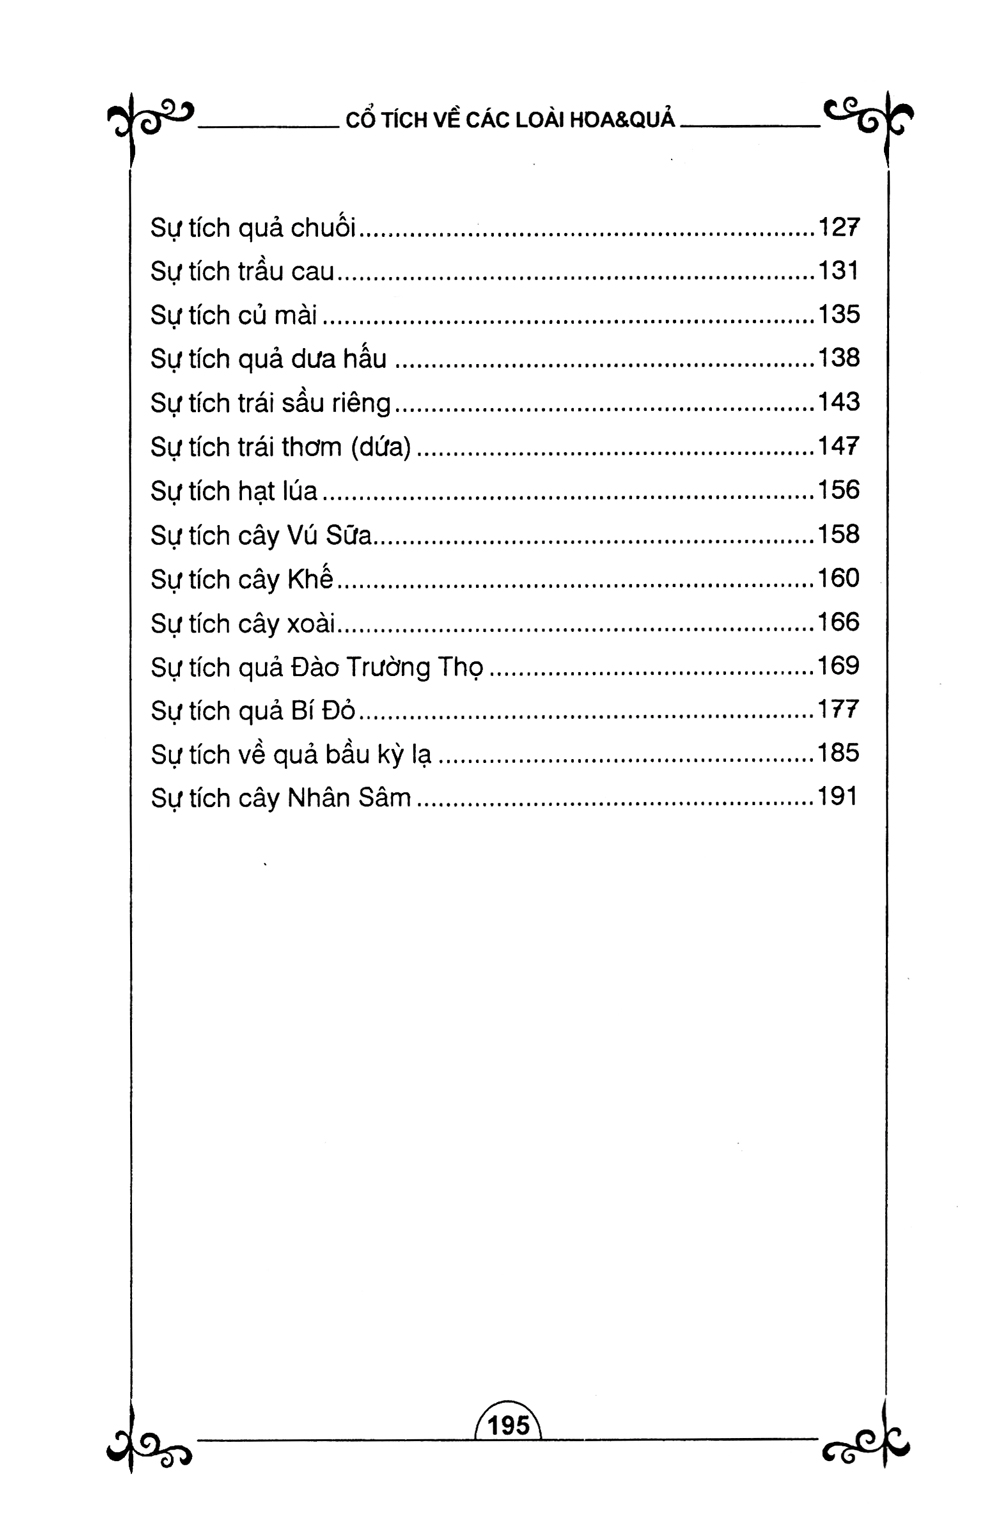 CỔ TÍCH VỀ CÁC LOÀI HOA&QUẢ
Sự tích quả chuối..........127
Sự tích trầu cau..........131
Sự tích củ mài..........135
Sự tích quả dưa hấu..........138
Sự tích trái sầu riêng..........143
Sự tích trái thơm (dứa)..........147
Sự tích hạt lúa..........156
Sự tích cây Vú Sữa..........158
Sự tích cây Khế..........160
Sự tích cây xoài..........166
Sự tích quả Đào Trường Thọ..........169
Sự tích quả Bí Đỏ..........177
Sự tích về quả bầu kỳ lạ..........185
Sự tích cây Nhân Sâm..........191
195